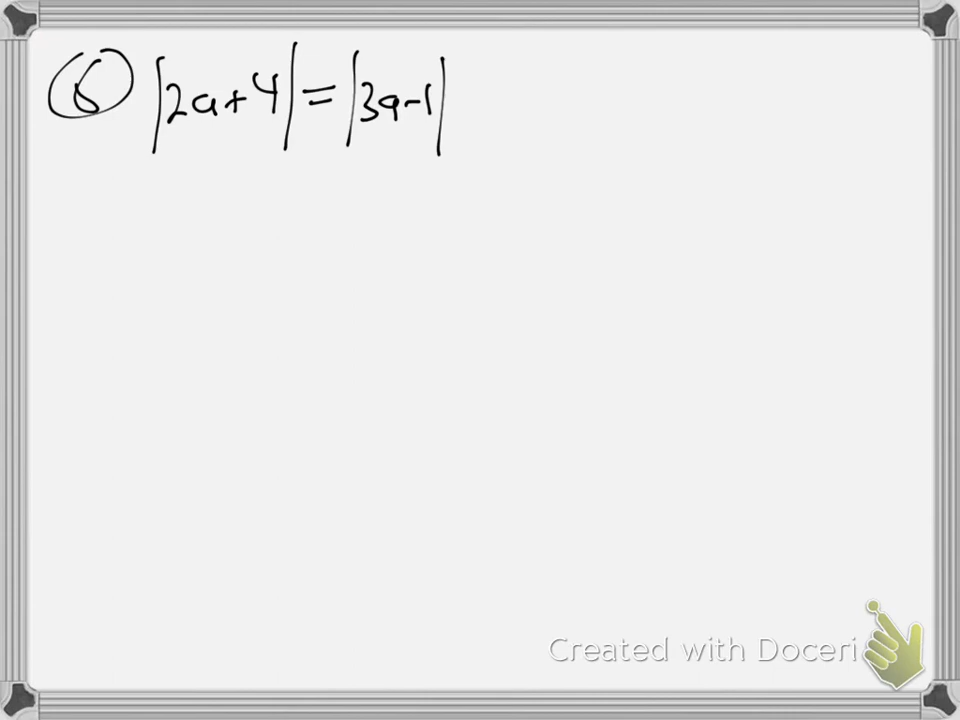 6 |2a+4| = |3a-1|
Created with Doceri